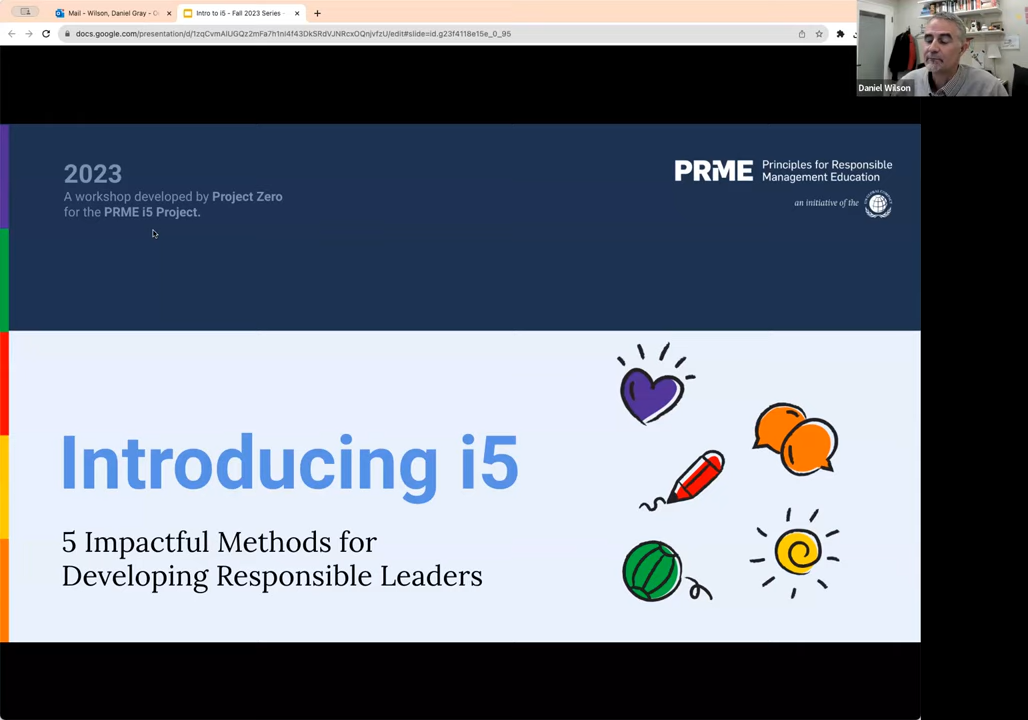 Mail - Wilson, Daniel Gray - O
Intro to i5 - Fall 2023 Series -
docs.google.com/presentation/d/1zqCvmAlUGQz2mFa7h1ni4f43DkSRdVJNRcxOQnjvfzU/edit#slide=id.g23f4118e15e_0_95
Daniel Wilson
2023
A workshop developed by Project Zero
for the PRME i5 Project.
PRME
Principles for Responsible
Management Education
an initiative of the
Introducing i5
5 Impactful Methods for
Developing Responsible Leaders